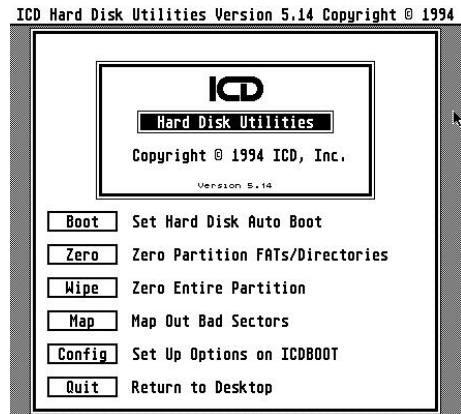 ICD Hard Disk Utilities Version 5.14 Copyright © 1994
ICD
Hard Disk Utilities
Copyright © 1994 ICD, Inc.
Version 5.14
Boot Set Hard Disk Auto Boot
Zero Zero Partition FATs/Directories
Wipe Zero Entire Partition
Map Map Out Bad Sectors
Config Set Up Options on ICDBOOT
Quit Return to Desktop